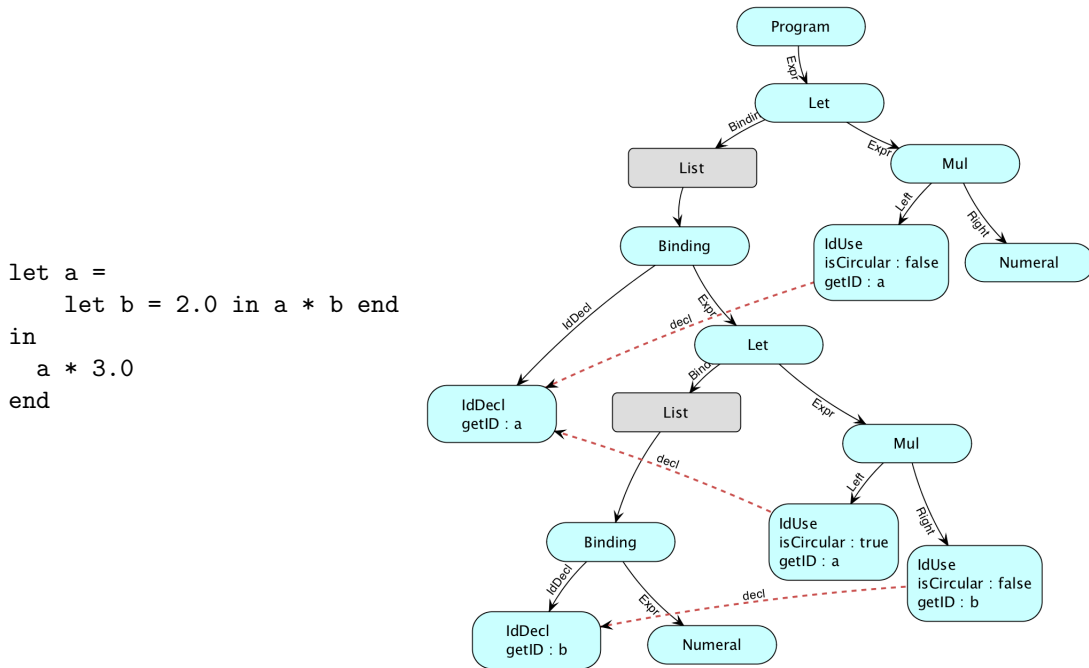 let a =
    let b = 2.0 in a * b end
in
  a * 3.0
end
Program
Expr
Let
Bindin
Expr
List
Mul
Left
Right
Binding
IdUse
isCircular : false
getID : a
Numeral
IdDecl
Expr
decl
Let
Bind
Expr
IdDecl
getID : a
List
Mul
decl
Left
Right
Binding
IdUse
isCircular : true
getID : a
IdUse
isCircular : false
getID : b
IdDecl
Expr
decl
IdDecl
getID : b
Numeral